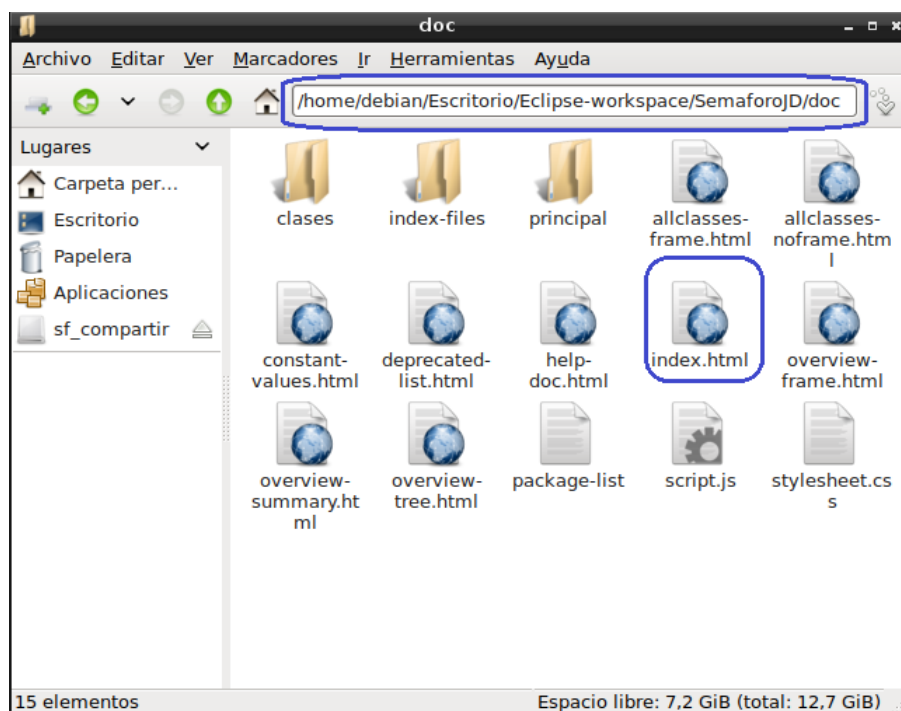 doc
Archivo Editar Ver Marcadores Ir Herramientas Ayuda
/home/debian/Escritorio/Eclipse-workspace/SemaforoJD/doc
Lugares
Carpeta per...
Escritorio
Papelera
Aplicaciones
sf_compartir
clases
index-files
principal
allclasses-
frame.html
allclasses-
noframe.htm
l
constant-
values.html
deprecated-
list.html
help-
doc.html
index.html
overview-
frame.html
overview-
summary.ht
ml
overview-
tree.html
package-list
script.js
stylesheet.cs
s
15 elementos
Espacio libre: 7,2 GiB (total: 12,7 GiB)